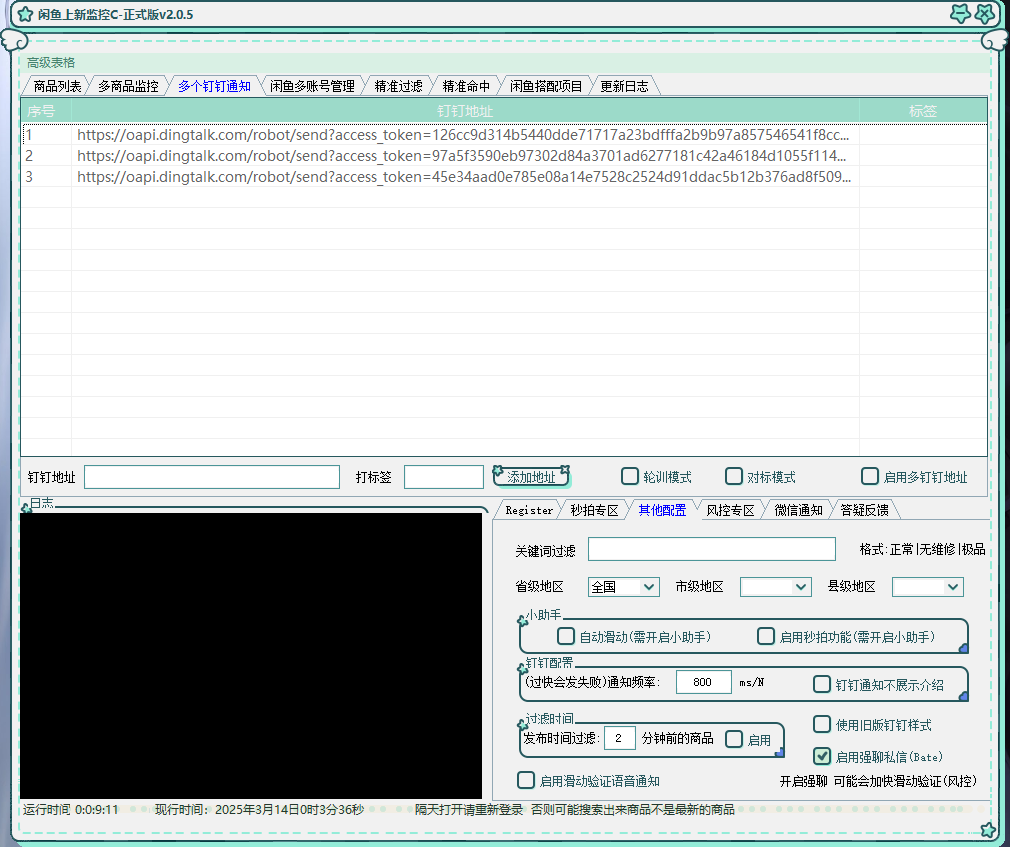 闲鱼上新监控C-正式版v2.0.5
高级表格
商品列表 多商品监控 多个钉钉通知 闲鱼多账号管理 精准过滤 精准命中 闲鱼搭配项目 更新日志
序号 钉钉地址 标签
1 https://oapi.dingtalk.com/robot/send?access_token=126cc9d314b5440dde71717a23bdfffa2b9b97a857546541f8cc...
2 https://oapi.dingtalk.com/robot/send?access_token=97a5f3590eb97302d84a3701ad6277181c42a46184d1055f114...
3 https://oapi.dingtalk.com/robot/send?access_token=45e34aad0e785e08a14e7528c2524d91ddac5b12b376ad8f509...
钉钉地址 打标签 添加地址 轮训模式 对标模式 启用多钉钉地址
日志
Register 秒拍专区 其他配置 风控专区 微信通知 答疑反馈
关键词过滤 格式:正常|无维修|极品
省级地区 全国 市级地区 县级地区
小助手
自动滑动(需开启小助手) 启用秒拍功能(需开启小助手)
钉钉配置
(过快会发失败)通知频率: 800 ms/N 钉钉通知不展示介绍
过滤时间
发布时间过滤: 2 分钟前的商品 启用
使用旧版钉钉样式
启用强聊私信(Bate)
启用滑动验证语音通知 开启强聊 可能会加快滑动验证(风控)
运行时间 0:0:9:11 现行时间: 2025年3月14日0时3分36秒 隔天打开请重新登录 否则可能搜索出来商品不是最新的商品